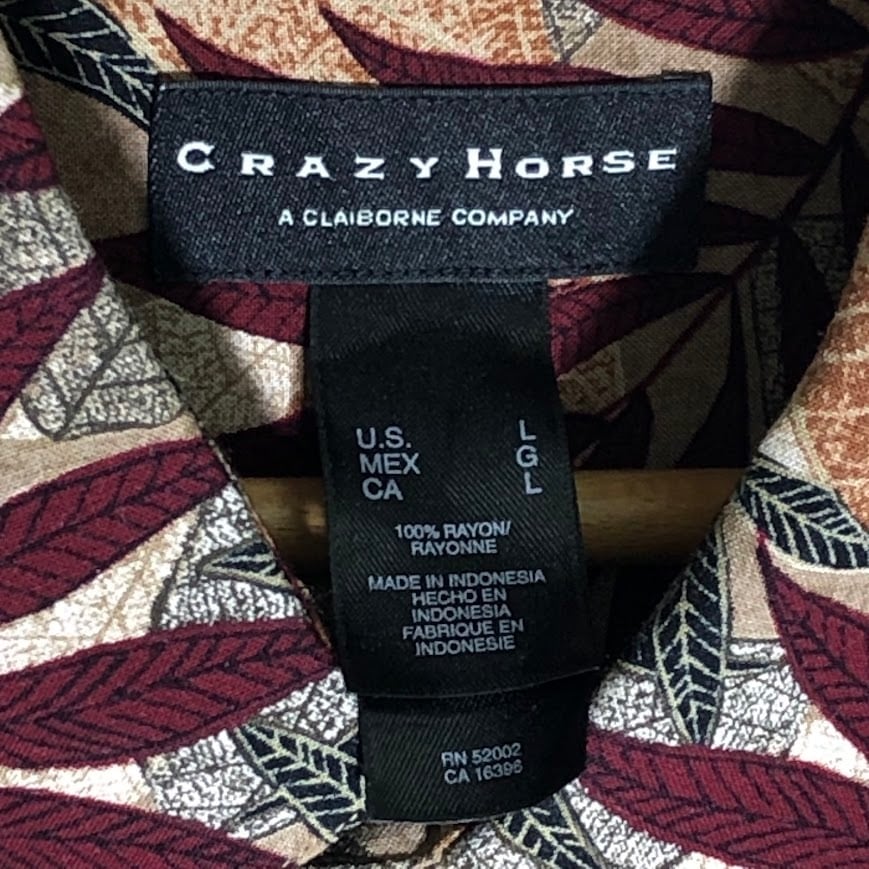 CRAZY HORSE
A CLAIBORNE COMPANY
U.S. L
MEX G
CA L
100% RAYON/
RAYONNE
MADE IN INDONESIA
HECHO EN
INDONESIA
FABRIQUE EN
INDONESIE
RN 52002
CA 16396